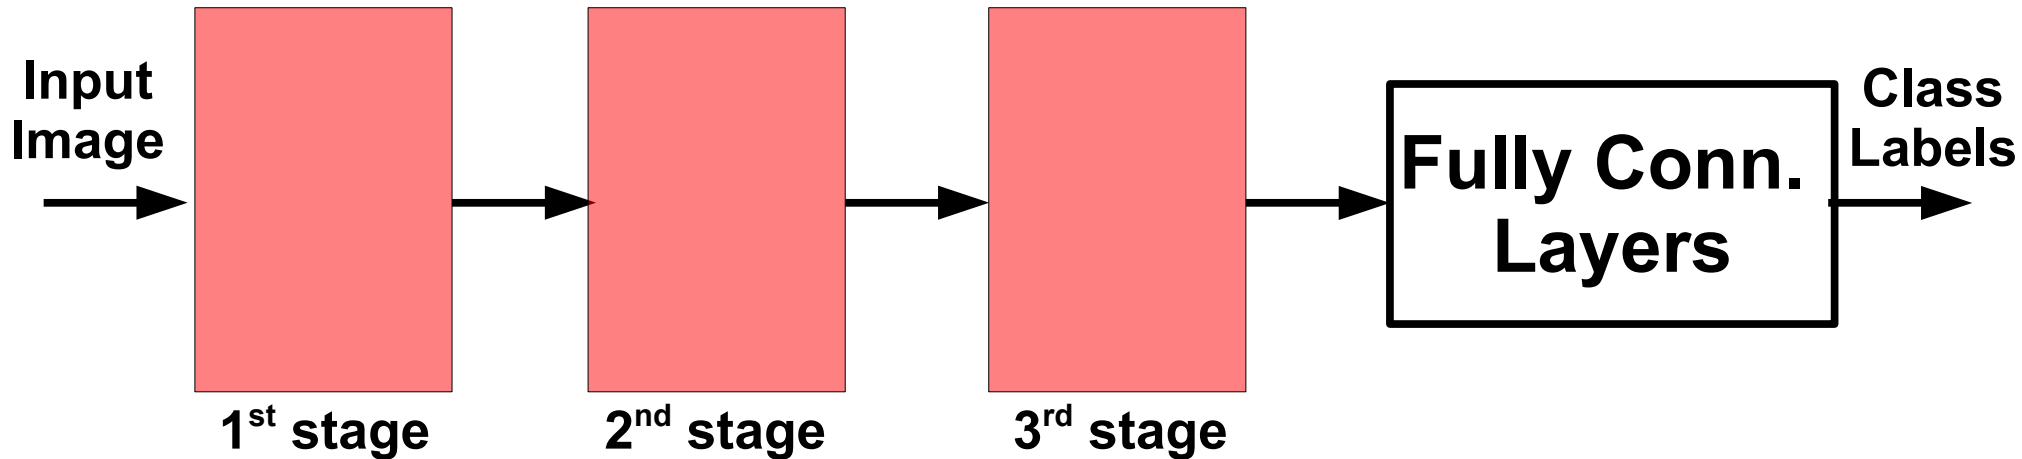 Input
Image
Fully Conn.
Layers
Class
Labels
1st stage
2nd stage
3rd stage